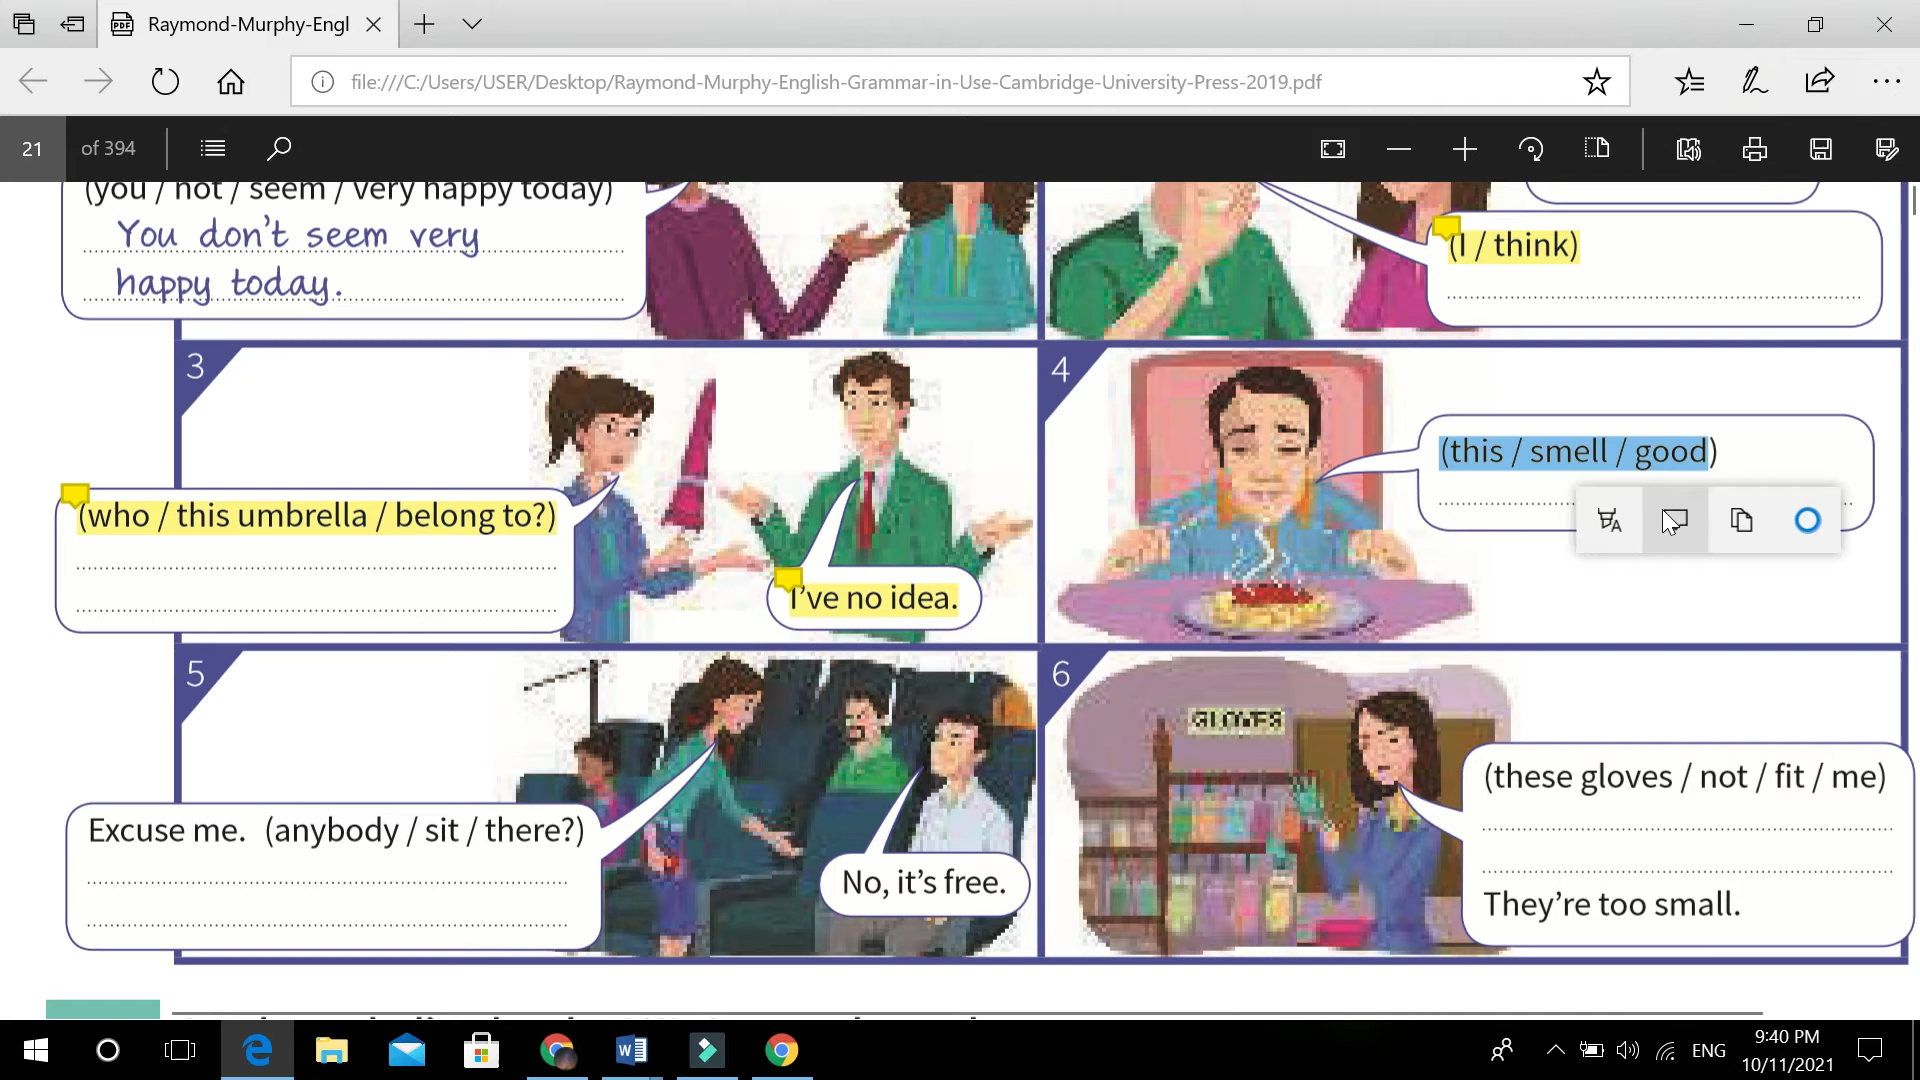 Raymond-Murphy-Engl
file:///C:/Users/USER/Desktop/Raymond-Murphy-English-Grammar-in-Use-Cambridge-University-Press-2019.pdf
21 of 394
(you / not / seem / very happy today)
You don't seem very
happy today.
(I / think)
3
(who / this umbrella / belong to?)
I've no idea.
4
(this / smell / good)
5
Excuse me. (anybody / sit / there?)
No, it's free.
6
GLOVES
(these gloves / not / fit / me)
They're too small.
ENG
9:40 PM
10/11/2021